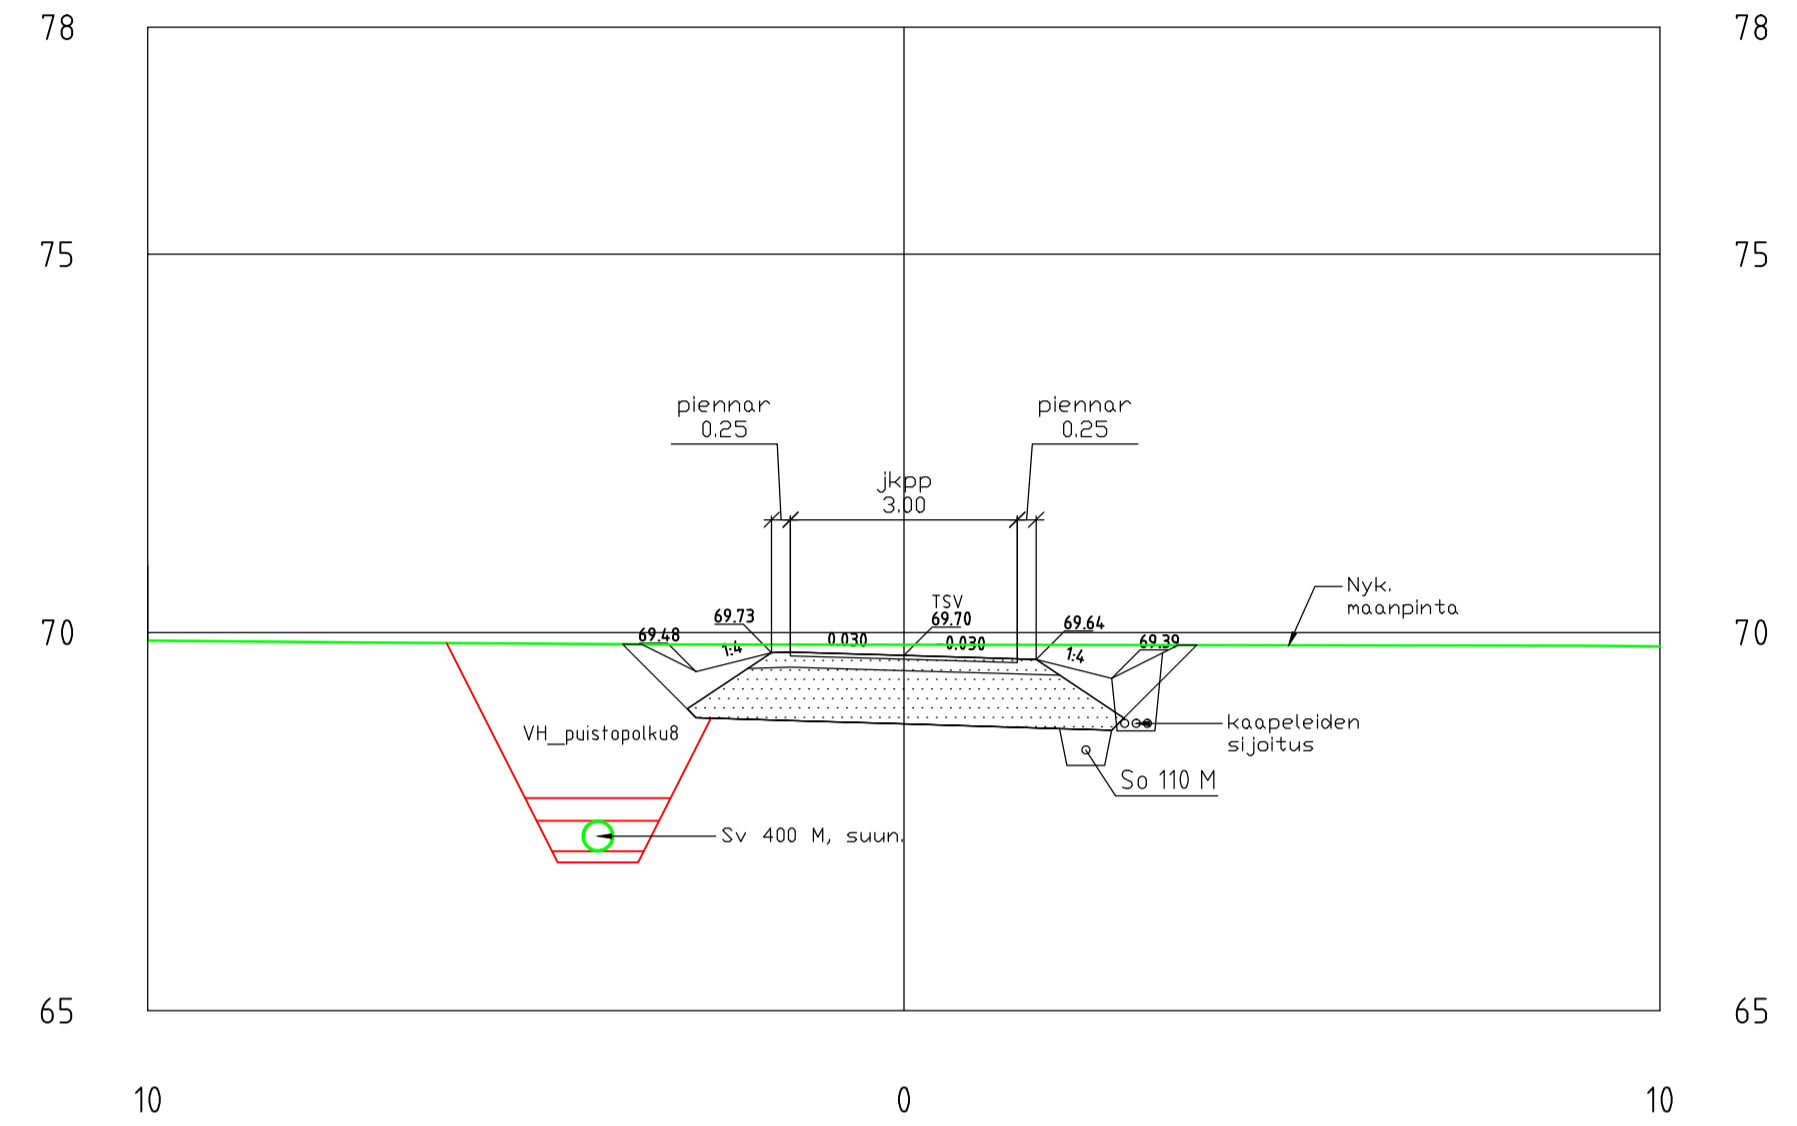 78 78
75 75
piennar piennar
0.25 0.25
jkpp
3.00
Nyk.
maanpinta
TSV
69.73 69.70 69.64
70 70
69.48 1:4 0.030 0.030 1:4 69.39
VH_puistopolku8
kaapeleiden
sijoitus
So 110 M
Sv 400 M, suun.
65 65
10 0 10